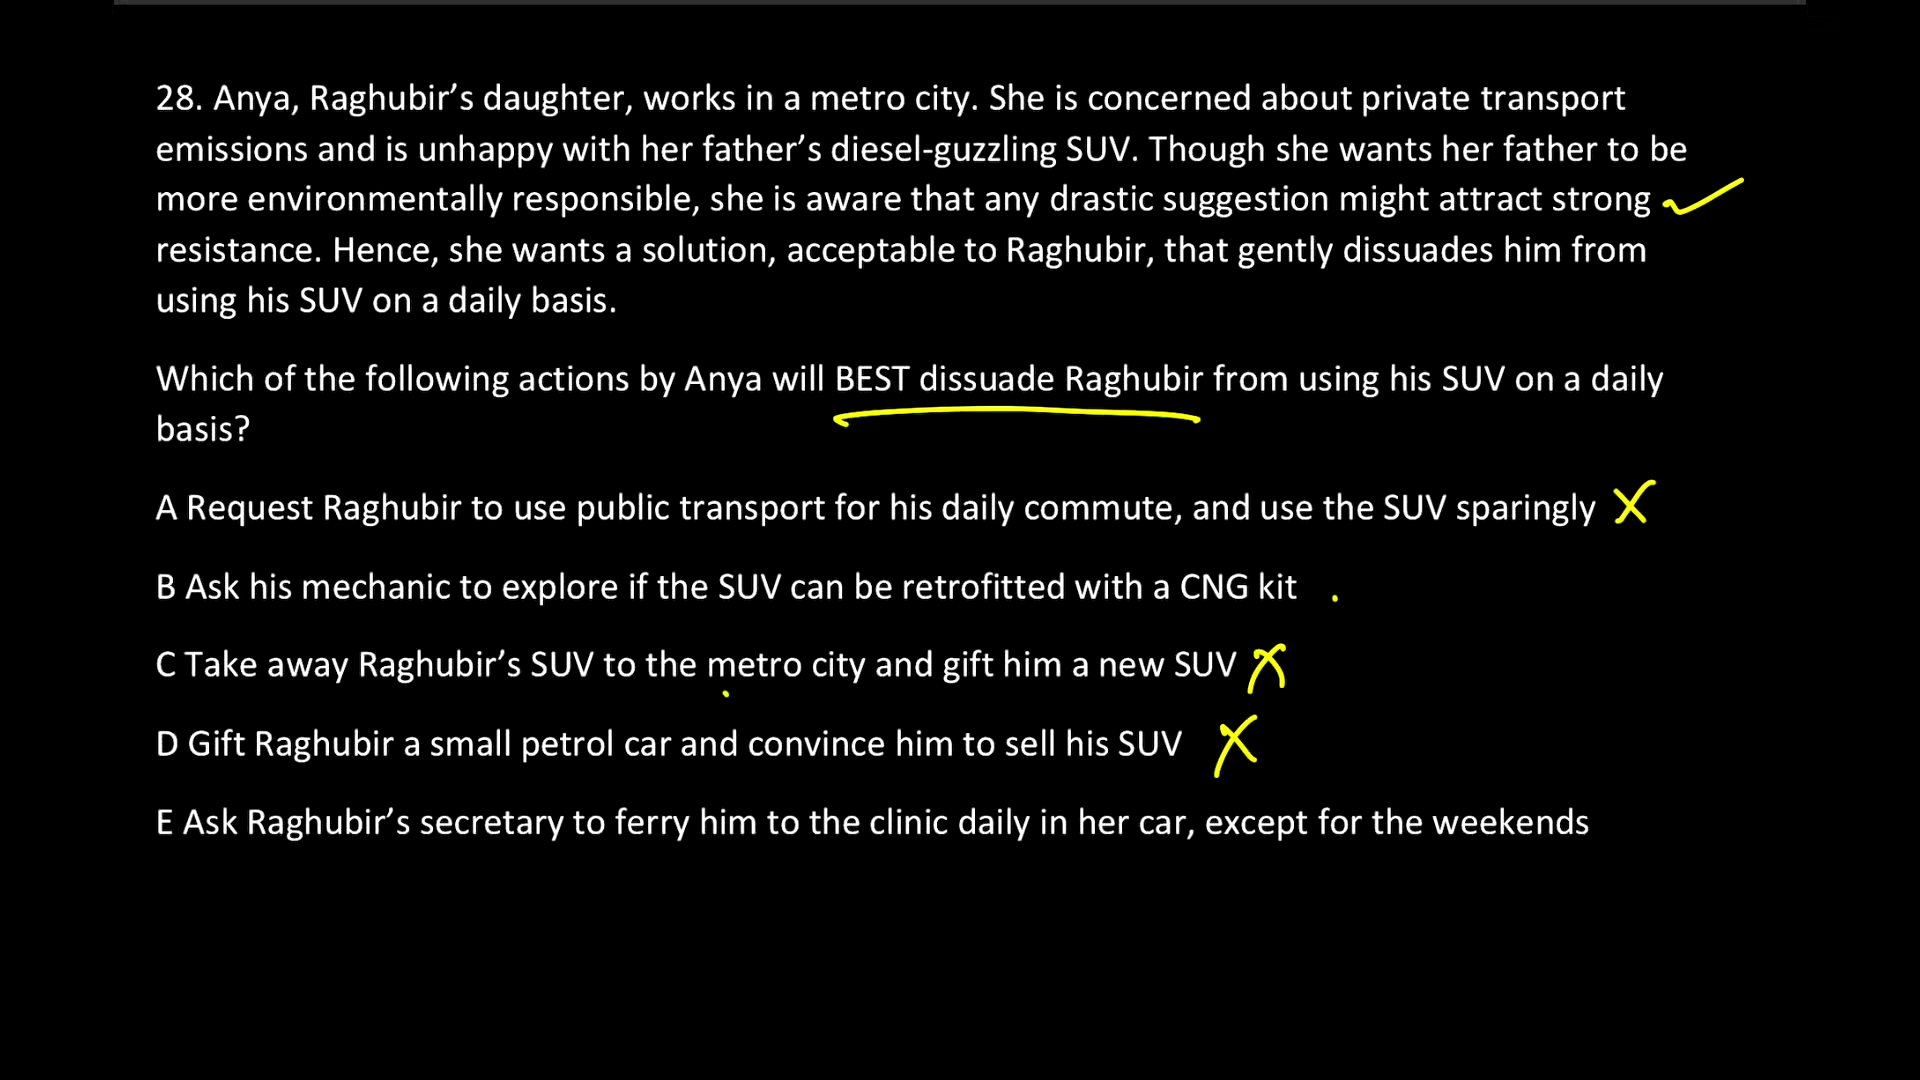 28. Anya, Raghubir’s daughter, works in a metro city. She is concerned about private transport
emissions and is unhappy with her father’s diesel-guzzling SUV. Though she wants her father to be
more environmentally responsible, she is aware that any drastic suggestion might attract strong
resistance. Hence, she wants a solution, acceptable to Raghubir, that gently dissuades him from
using his SUV on a daily basis.
Which of the following actions by Anya will BEST dissuade Raghubir from using his SUV on a daily
basis?
A Request Raghubir to use public transport for his daily commute, and use the SUV sparingly
B Ask his mechanic to explore if the SUV can be retrofitted with a CNG kit
C Take away Raghubir’s SUV to the metro city and gift him a new SUV
D Gift Raghubir a small petrol car and convince him to sell his SUV
E Ask Raghubir’s secretary to ferry him to the clinic daily in her car, except for the weekends